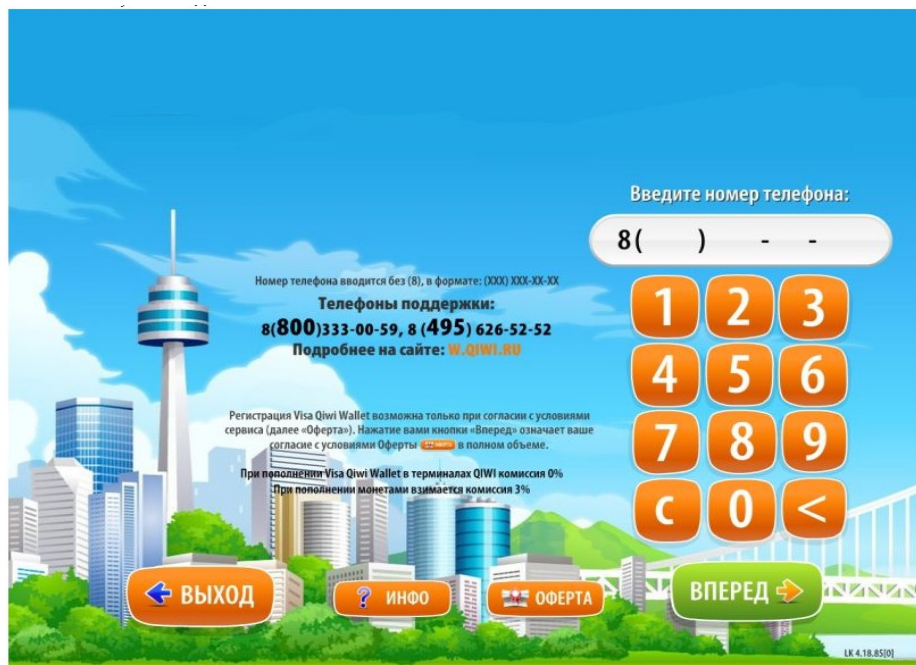 Введите номер телефона:
8( ) - -
Номер телефона вводится без (8), в формате: (XXX) XXX-XX-XX
Телефоны поддержки:
8(800)333-00-59, 8 (495) 626-52-52
Подробнее на сайте: W.QIWI.RU
1 2 3
4 5 6
7 8 9
С 0 <
Регистрация Visa Qiwi Wallet возможна только при согласии с условиями
сервиса (далее «Оферта»). Нажатие вами кнопки «Вперед» означает ваше
согласие с условиями Оферты в полном объеме.
При пополнении Visa Qiwi Wallet в терминалах QIWI комиссия 0%
При пополнении монетами взимается комиссия 3%
ВЫХОД
? ИНФО
ОФЕРТА
ВПЕРЕД
LK 4.18.85[0]